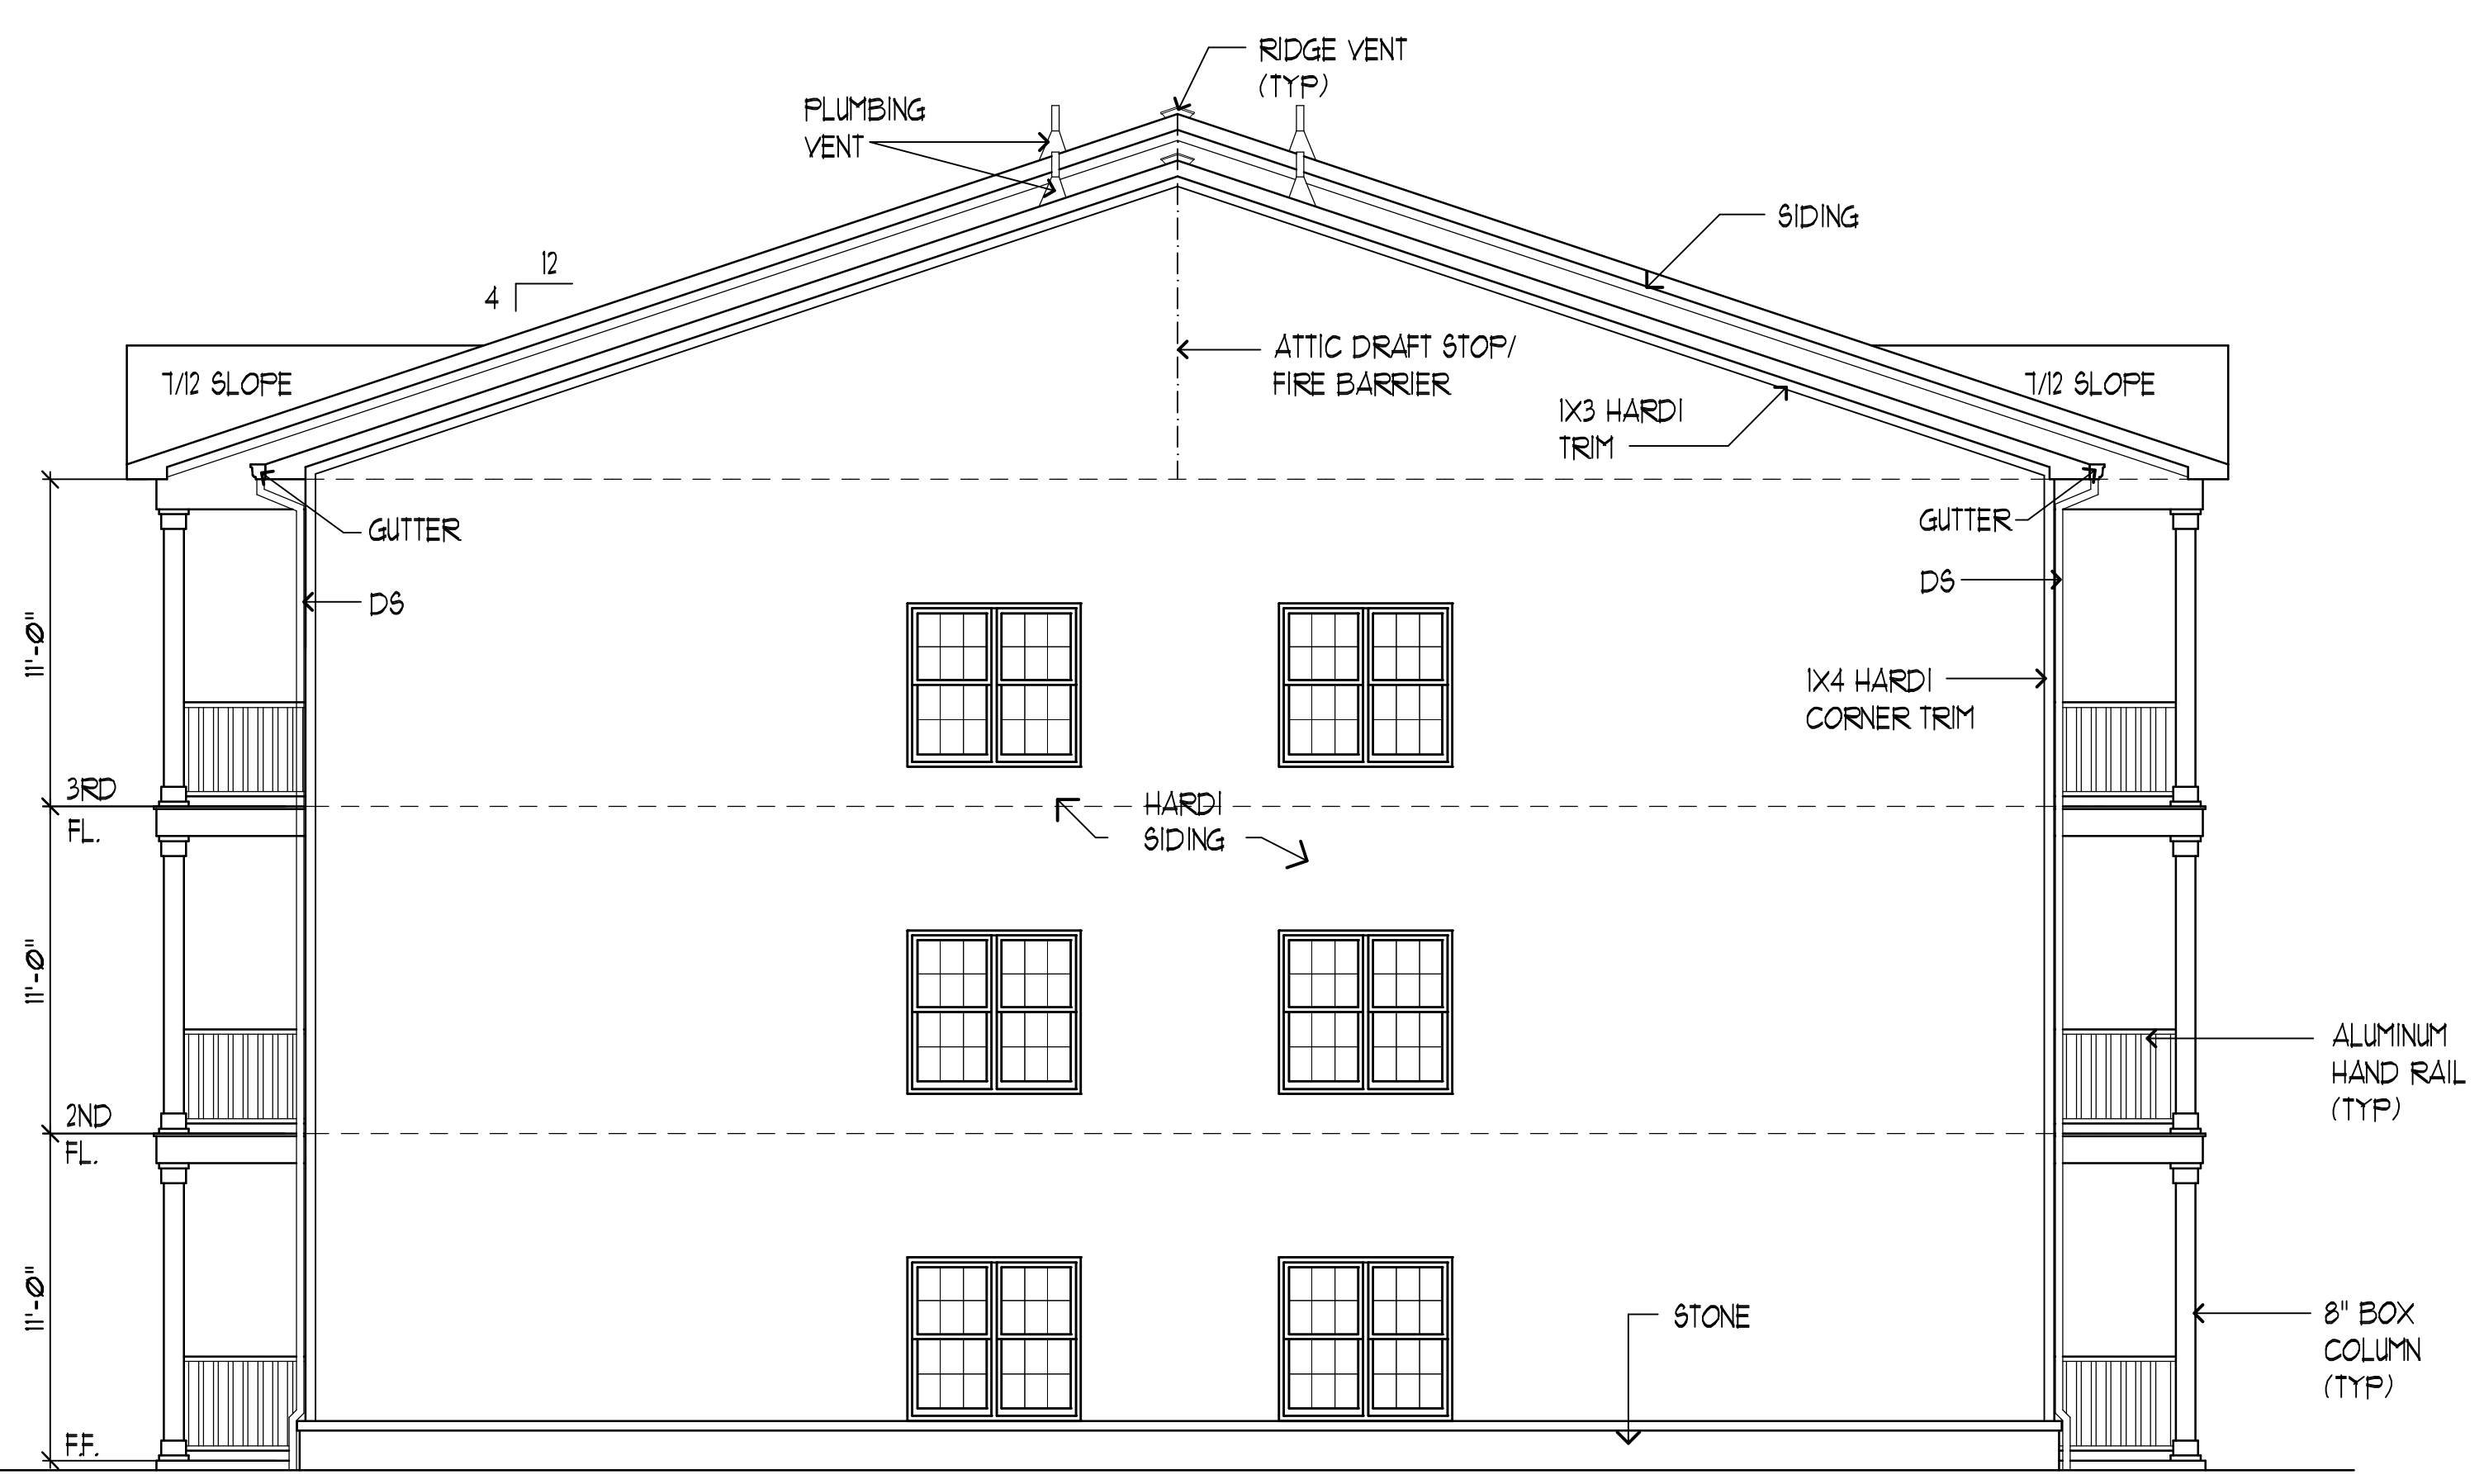 RIDGE VENT
(TYP)
PLUMBING
VENT
SIDING
12
4
7/12 SLOPE
7/12 SLOPE
ATTIC DRAFT STOP/
FIRE BARRIER
1X3 HARDI
TRIM
GUTTER
GUTTER
DS
DS
11'-0"
1X4 HARDI
CORNER TRIM
3RD
FL.
HARDI
SIDING
11'-0"
ALUMINUM
HAND RAIL
(TYP)
2ND
FL.
11'-0"
STONE
8" BOX
COLUMN
(TYP)
F.F.